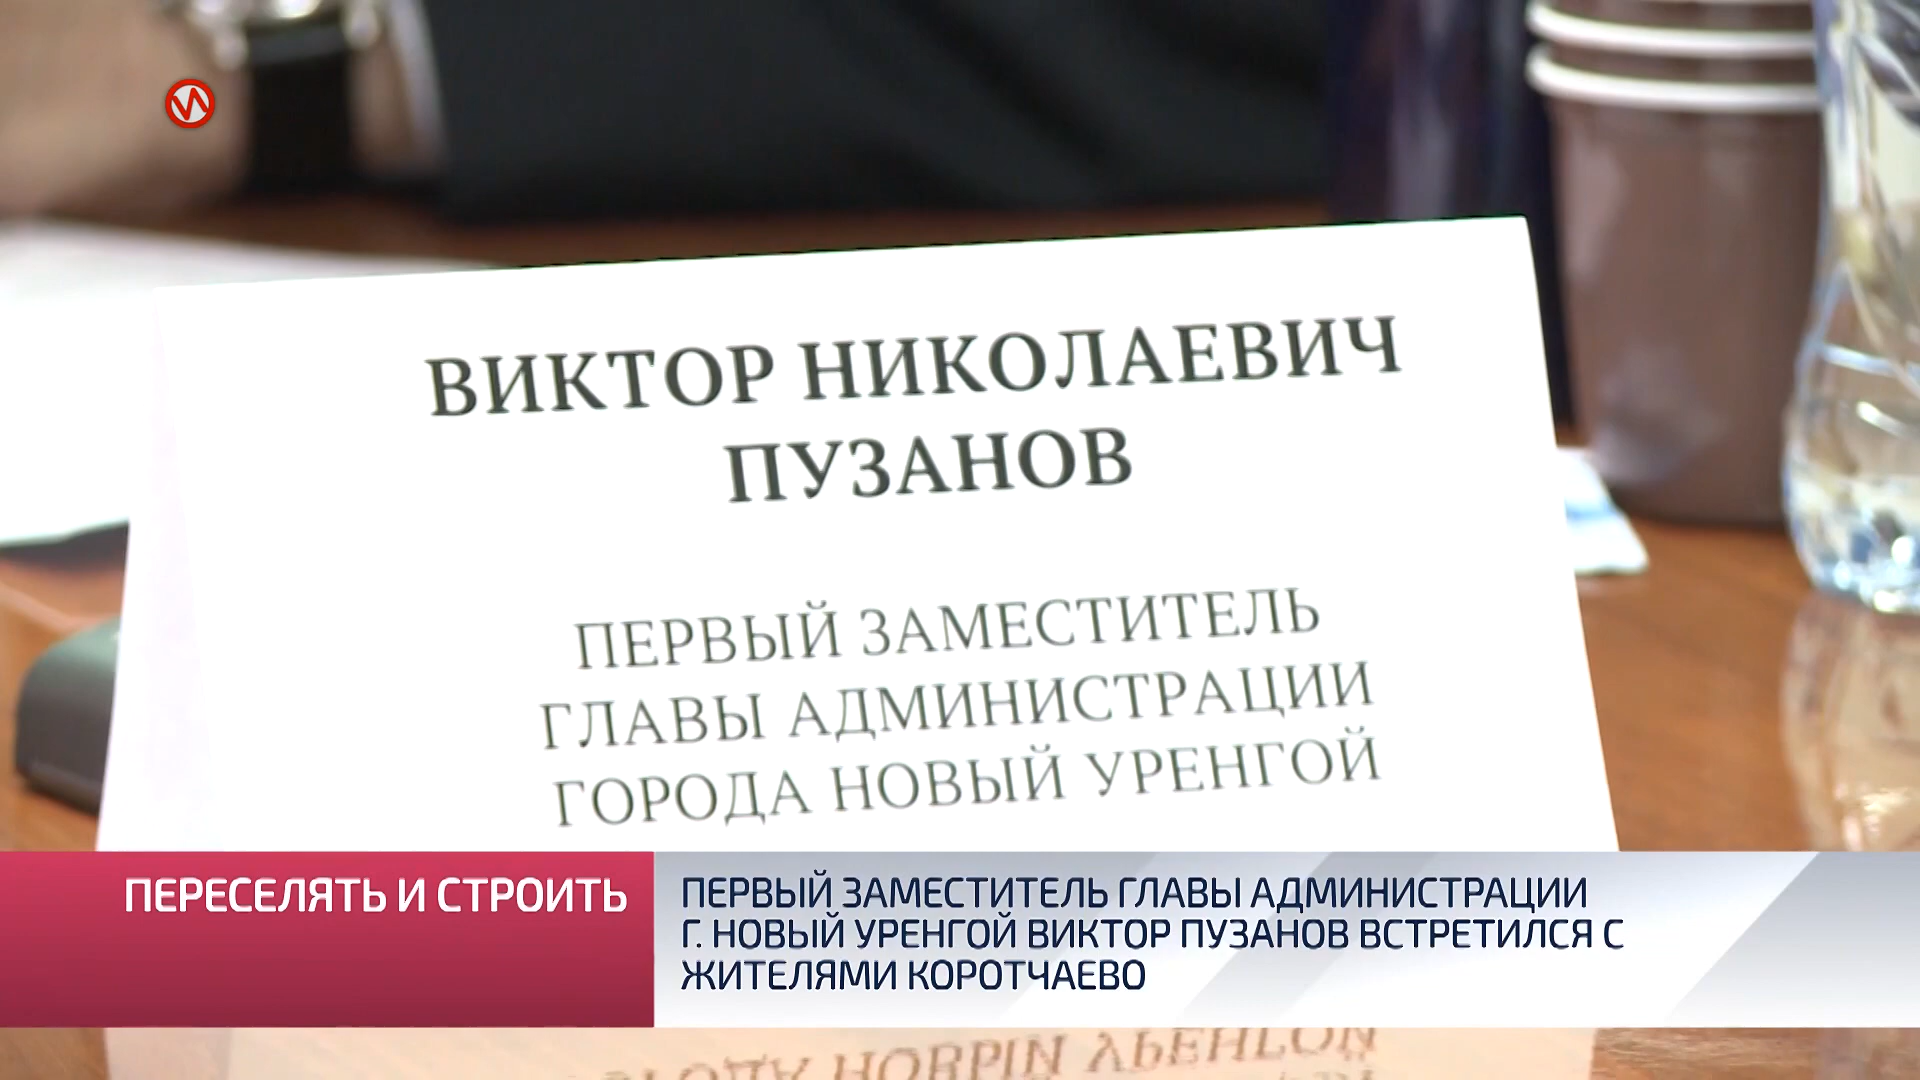 ВИКТОР НИКОЛАЕВИЧ
ПУЗАНОВ
ПЕРВЫЙ ЗАМЕСТИТЕЛЬ
ГЛАВЫ АДМИНИСТРАЦИИ
ГОРОДА НОВЫЙ УРЕНГОЙ
ПЕРЕСЕЛЯТЬ И СТРОИТЬ
ПЕРВЫЙ ЗАМЕСТИТЕЛЬ ГЛАВЫ АДМИНИСТРАЦИИ
Г. НОВЫЙ УРЕНГОЙ ВИКТОР ПУЗАНОВ ВСТРЕТИЛСЯ С
ЖИТЕЛЯМИ КОРОТЧАЕВО